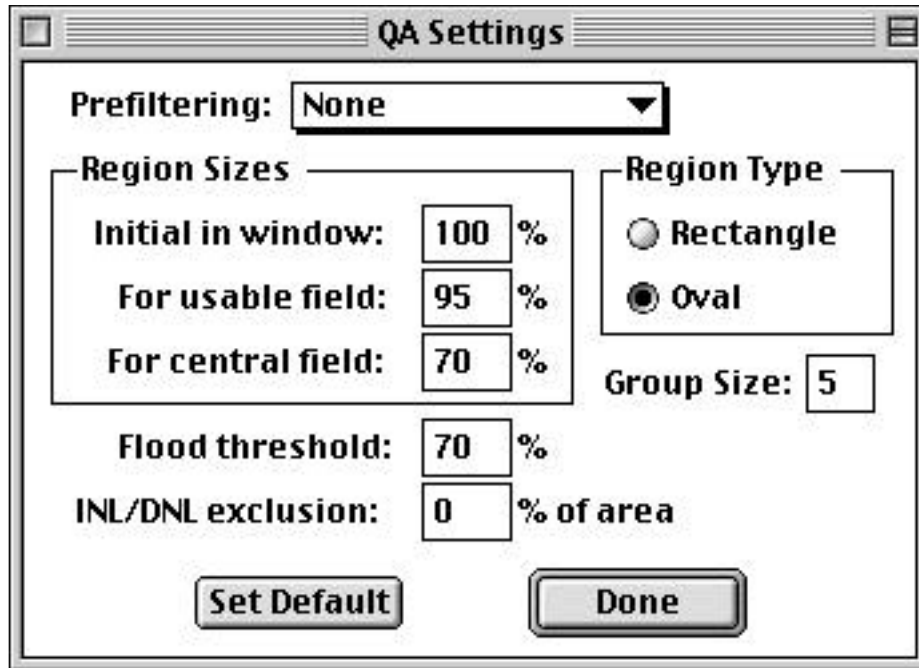 QA Settings
Prefiltering: None
Region Sizes
Initial in window: 100 %
For usable field: 95 %
For central field: 70 %
Region Type
Rectangle
Oval
Group Size: 5
Flood threshold: 70 %
INL/DNL exclusion: 0 % of area
Set Default
Done